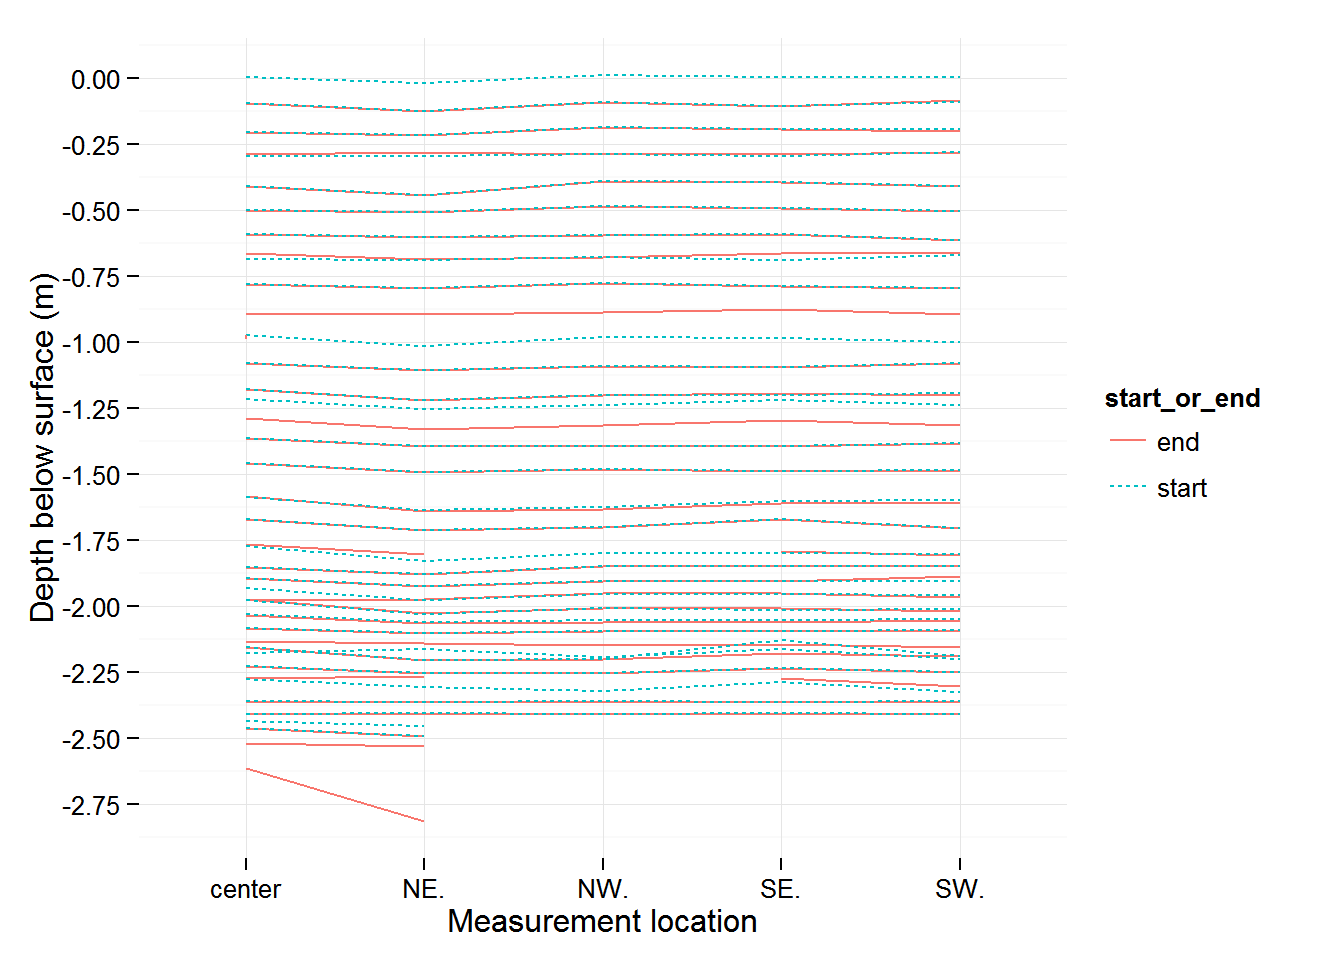 0.00
-0.25
-0.50
-0.75
-1.00
-1.25
-1.50
-1.75
-2.00
-2.25
-2.50
-2.75
Depth below surface (m)
center NE. NW. SE. SW.
Measurement location
start_or_end
end
start